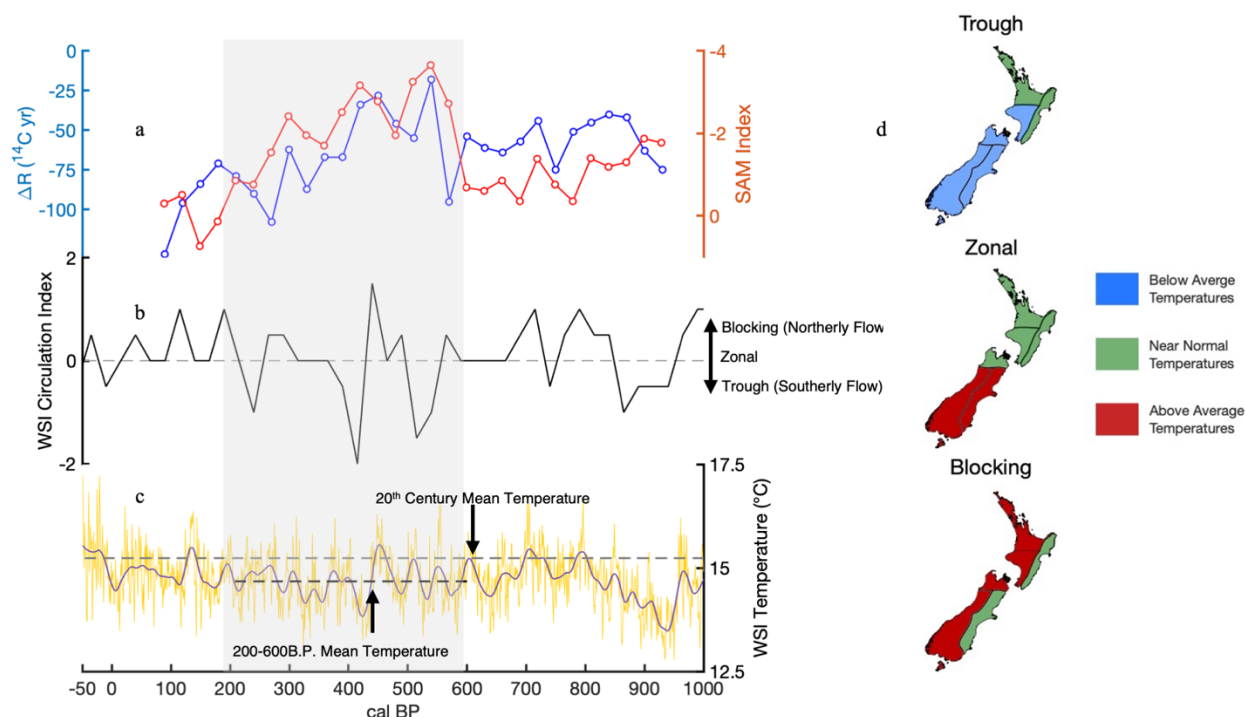 a
ΔR (¹⁴C yr)
0
-25
-50
-75
-100
SAM Index
-4
-2
0
b
WSI Circulation Index
2
1
0
-2
Blocking (Northerly Flow
Zonal
Trough (Southerly Flow)
c
20th Century Mean Temperature
200-600B.P. Mean Temperature
WSI Temperature (°C)
17.5
15
12.5
-50 0 100 200 300 400 500 600 700 800 900 1000
cal BP
d
Trough
Zonal
Blocking
Below Averge
Temperatures
Near Normal
Temperatures
Above Average
Temperatures